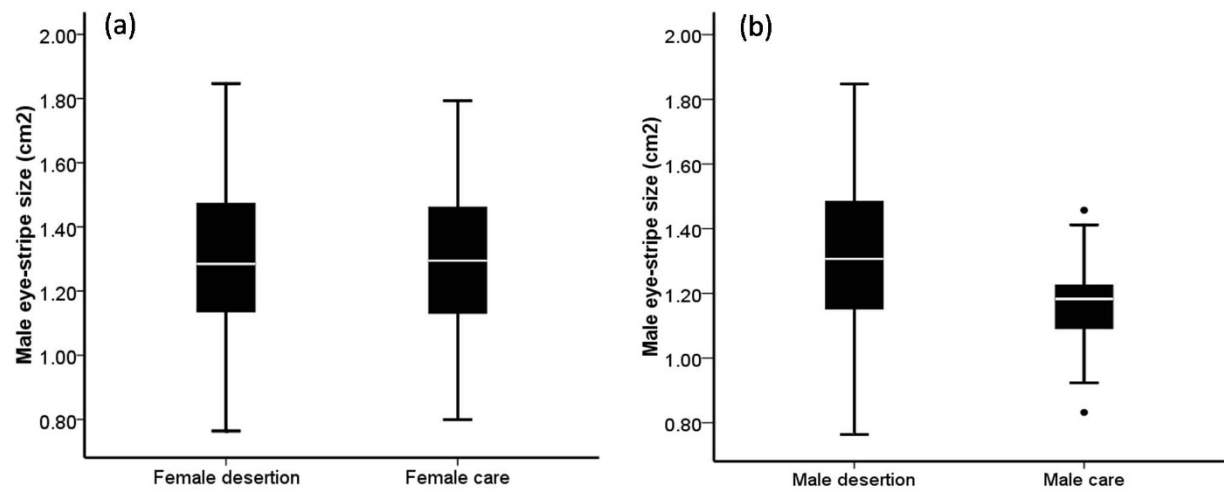 (a)
Male eye-stripe size (cm2)
2.00
1.80
1.60
1.40
1.20
1.00
0.80
Female desertion
Female care
(b)
Male eye-stripe size (cm2)
2.00
1.80
1.60
1.40
1.20
1.00
0.80
Male desertion
Male care